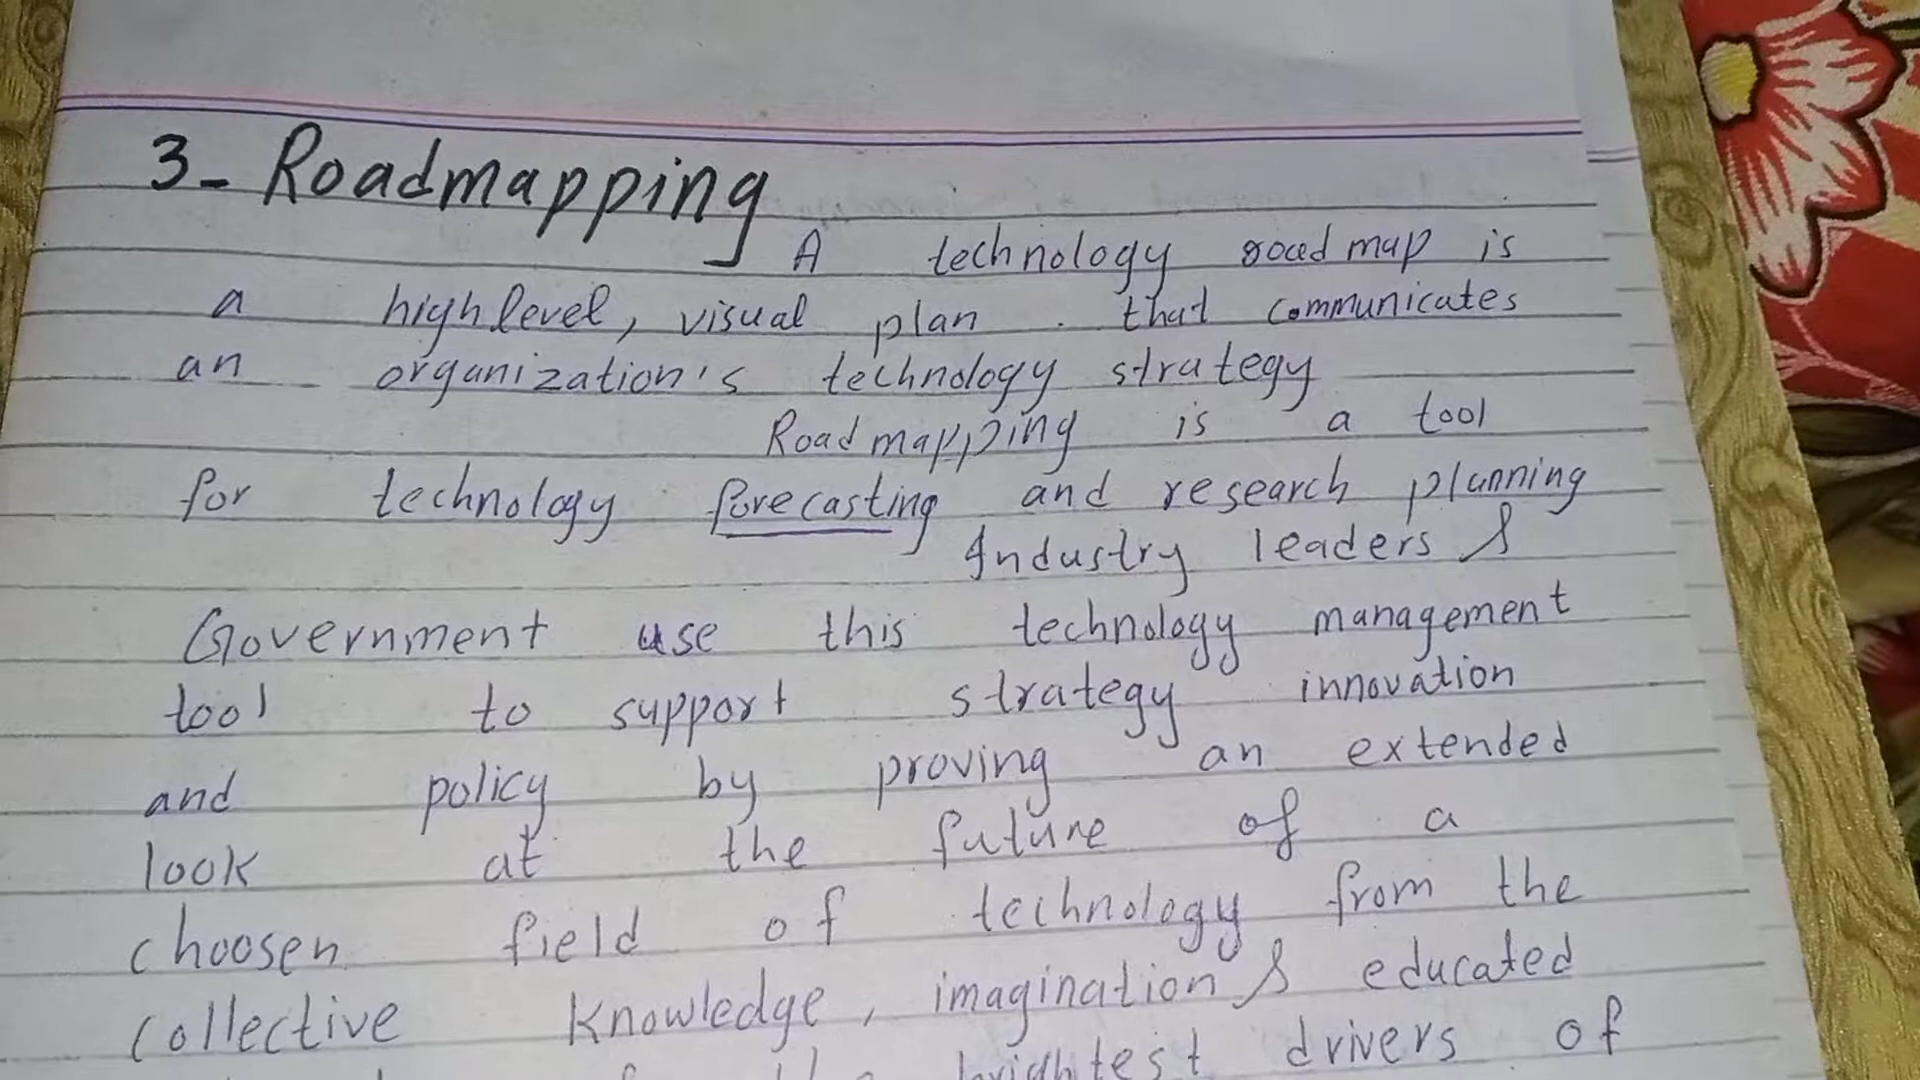 3- Roadmapping
A technology roadmap is
a high level, visual plan that communicates
an organization's technology strategy
Roadmapping is a tool
for technology forecasting and research planning
Industry leaders &
Government use this technology management
tool to support strategy innovation
and policy by proving an extended
look at the future of a
choosen field of technology from the
collective knowledge, imagination & educated
brightest drivers of